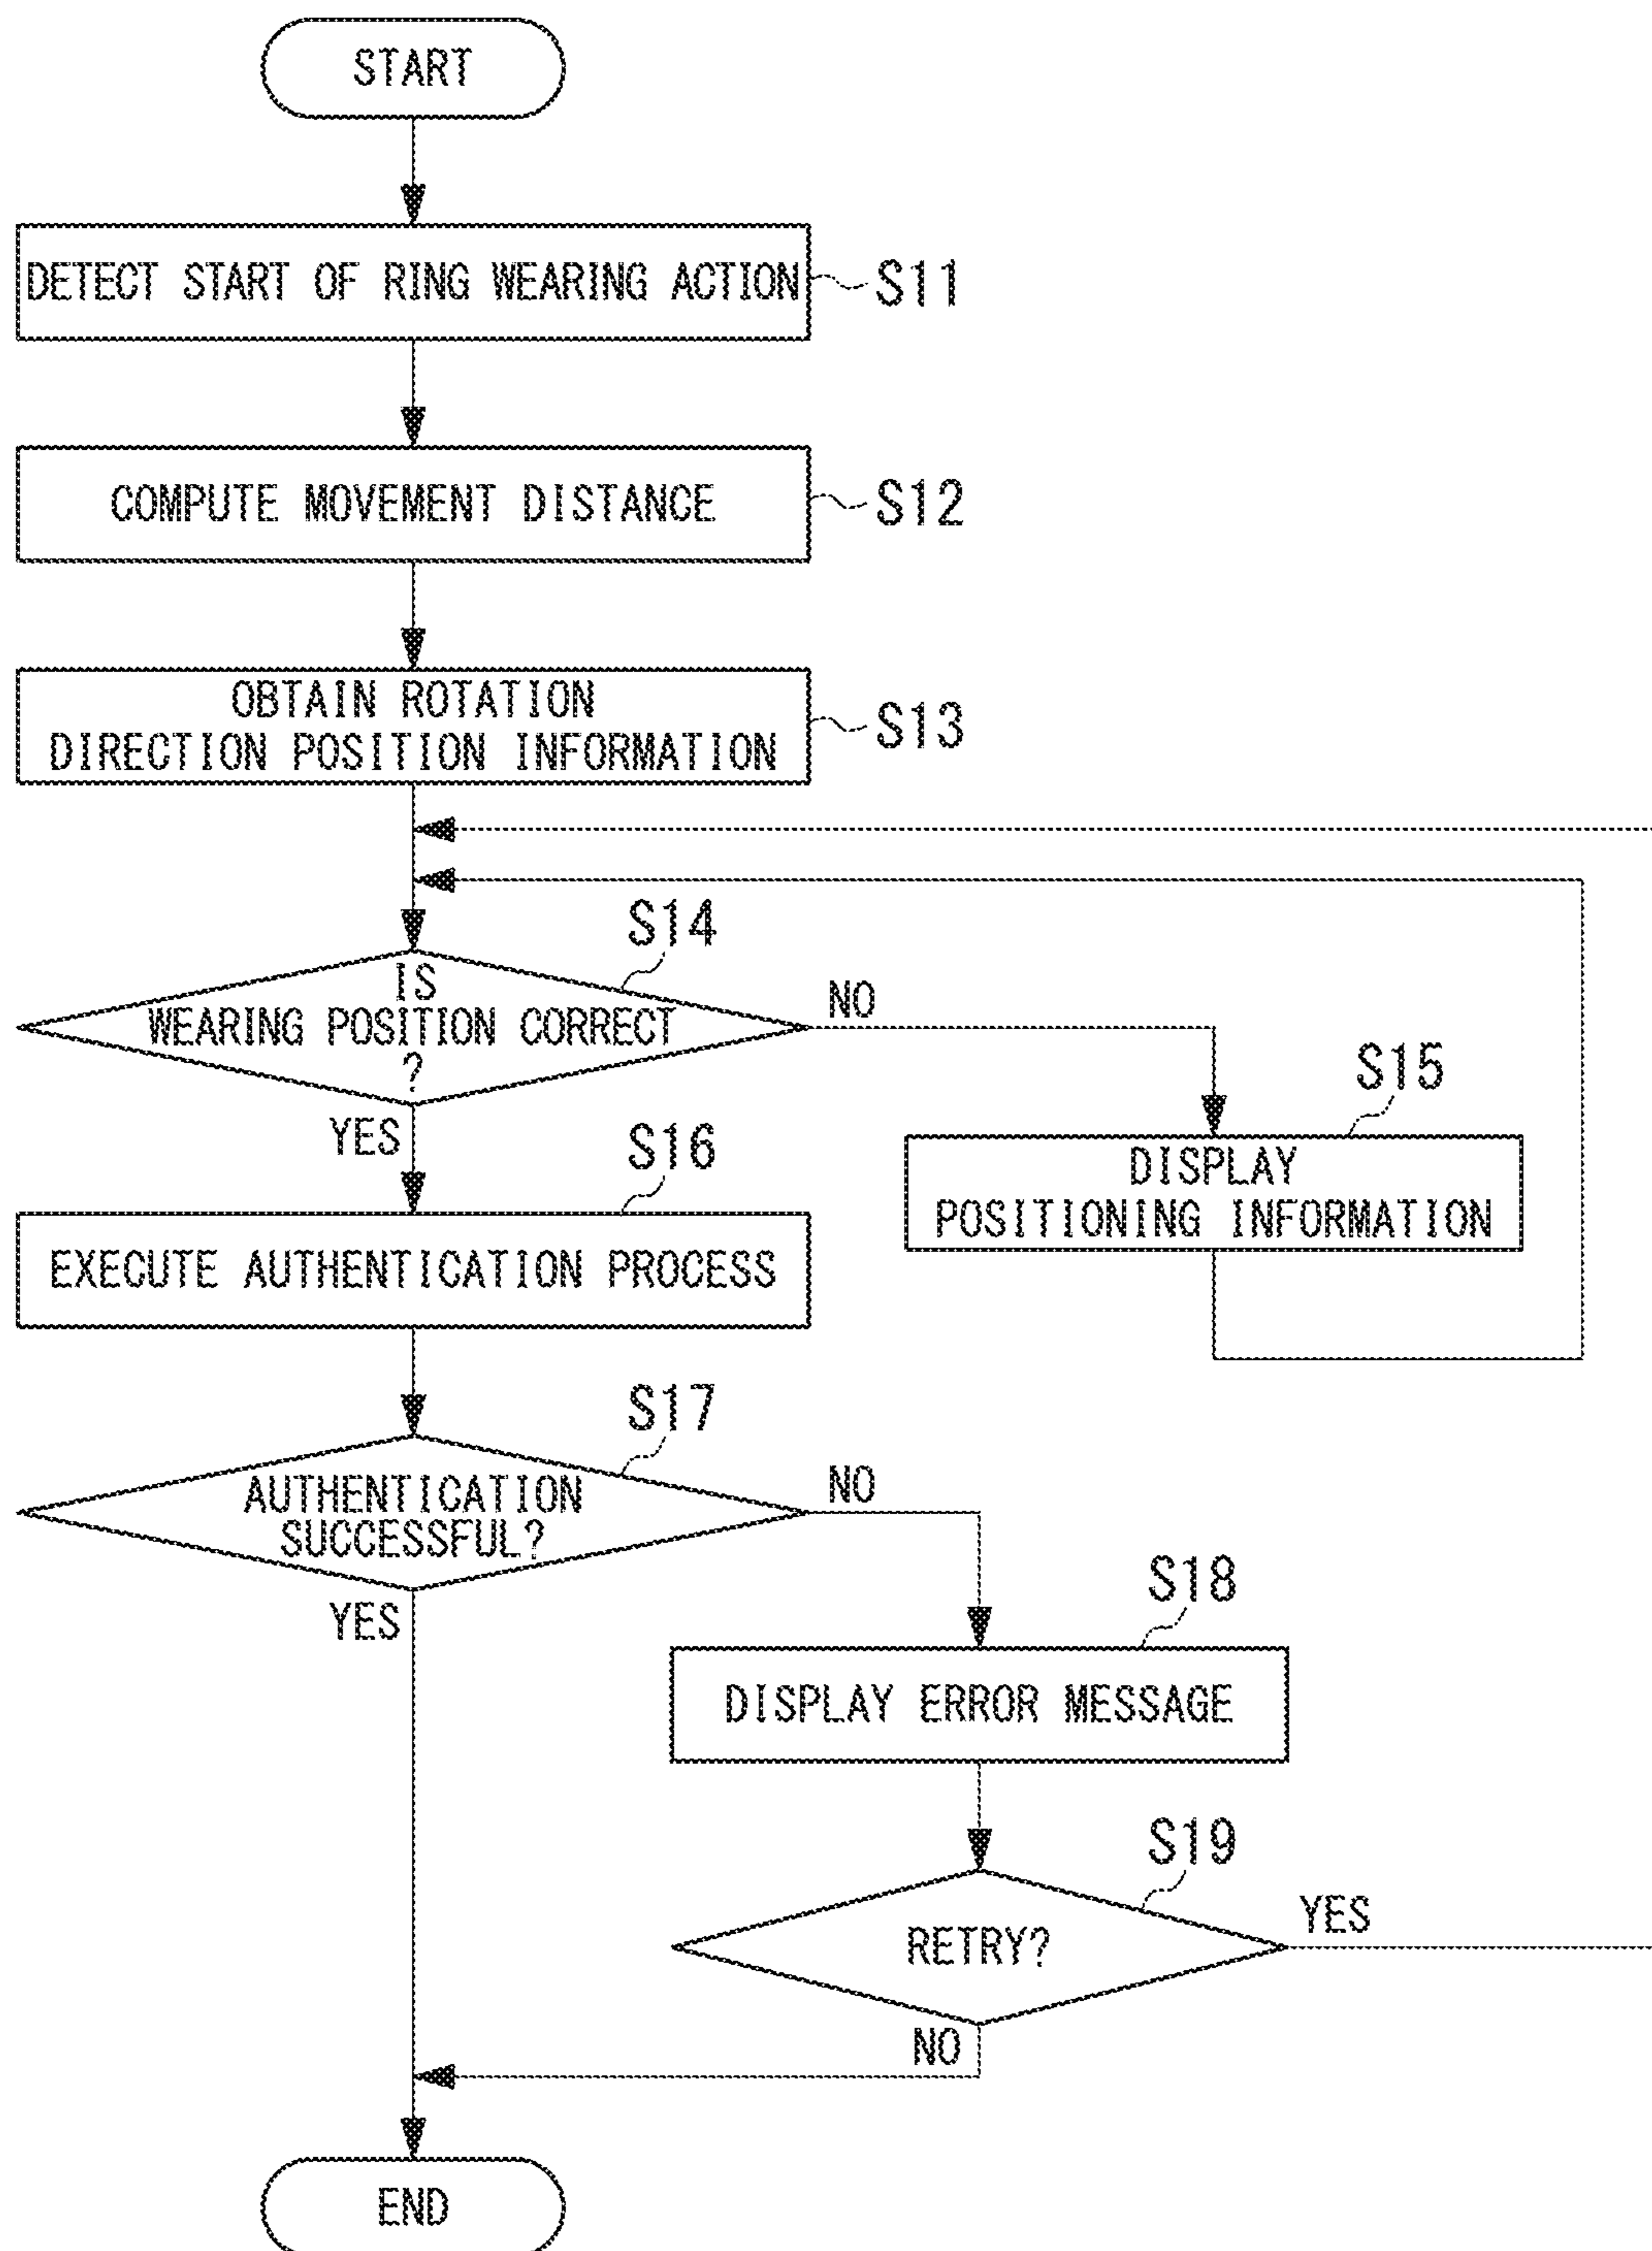 START
DETECT START OF RING WEARING ACTION
S11
COMPUTE MOVEMENT DISTANCE
S12
OBTAIN ROTATION
DIRECTION POSITION INFORMATION
S13
S14
IS
WEARING POSITION CORRECT
?
NO
YES
S15
DISPLAY
POSITIONING INFORMATION
S16
EXECUTE AUTHENTICATION PROCESS
S17
AUTHENTICATION
SUCCESSFUL?
NO
YES
S18
DISPLAY ERROR MESSAGE
S19
RETRY?
YES
NO
END